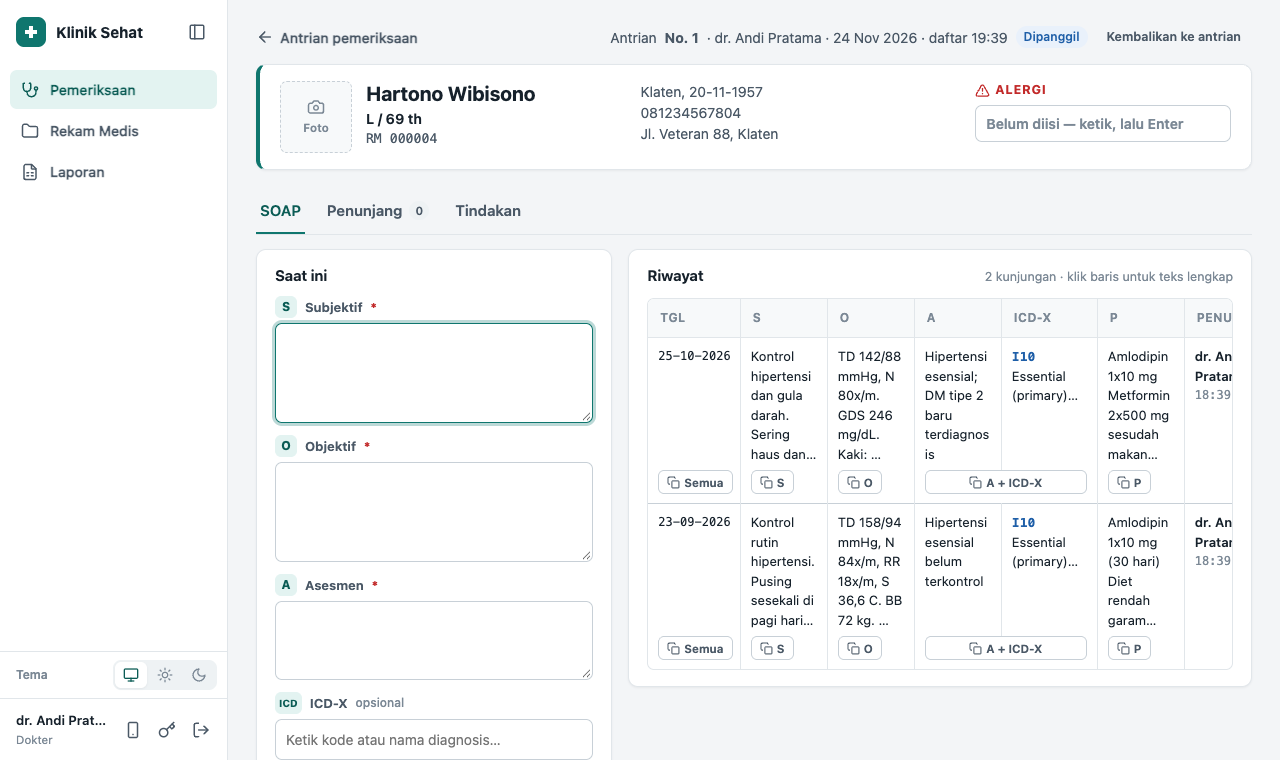 Klinik Sehat
Pemeriksaan
Rekam Medis
Laporan
Tema
dr. Andi Prat...
Dokter
Antrian pemeriksaan
Antrian No. 1 · dr. Andi Pratama · 24 Nov 2026 · daftar 19:39
Dipanggil
Kembalikan ke antrian
Foto
Hartono Wibisono
L / 69 th
RM 000004
Klaten, 20-11-1957
081234567804
Jl. Veteran 88, Klaten
ALERGI
Belum diisi — ketik, lalu Enter
SOAP
Penunjang 0
Tindakan
Saat ini
S Subjektif *
O Objektif *
A Asesmen *
ICD ICD-X opsional
Ketik kode atau nama diagnosis...
Riwayat
2 kunjungan · klik baris untuk teks lengkap
TGL S O A ICD-X P PENU
25-10-2026
Kontrol
hipertensi
dan gula
darah.
Sering
haus dan...
TD 142/88
mmHg, N
80x/m.
GDS 246
mg/dL.
Kaki: ...
Hipertensi
esensial;
DM tipe 2
baru
terdiagnos
is
I10
Essential
(primary)...
Amlodipin
1x10 mg
Metformin
2x500 mg
sesudah
makan...
dr. An
Pratar
18:39
Semua
S
O
A + ICD-X
P
23-09-2026
Kontrol
rutin
hipertensi.
Pusing
sesekali di
pagi hari...
TD 158/94
mmHg, N
84x/m, RR
18x/m, S
36,6 C. BB
72 kg. ...
Hipertensi
esensial
belum
terkontrol
I10
Essential
(primary)...
Amlodipin
1x10 mg
(30 hari)
Diet
rendah
garam...
dr. An
Pratar
18:39
Semua
S
O
A + ICD-X
P